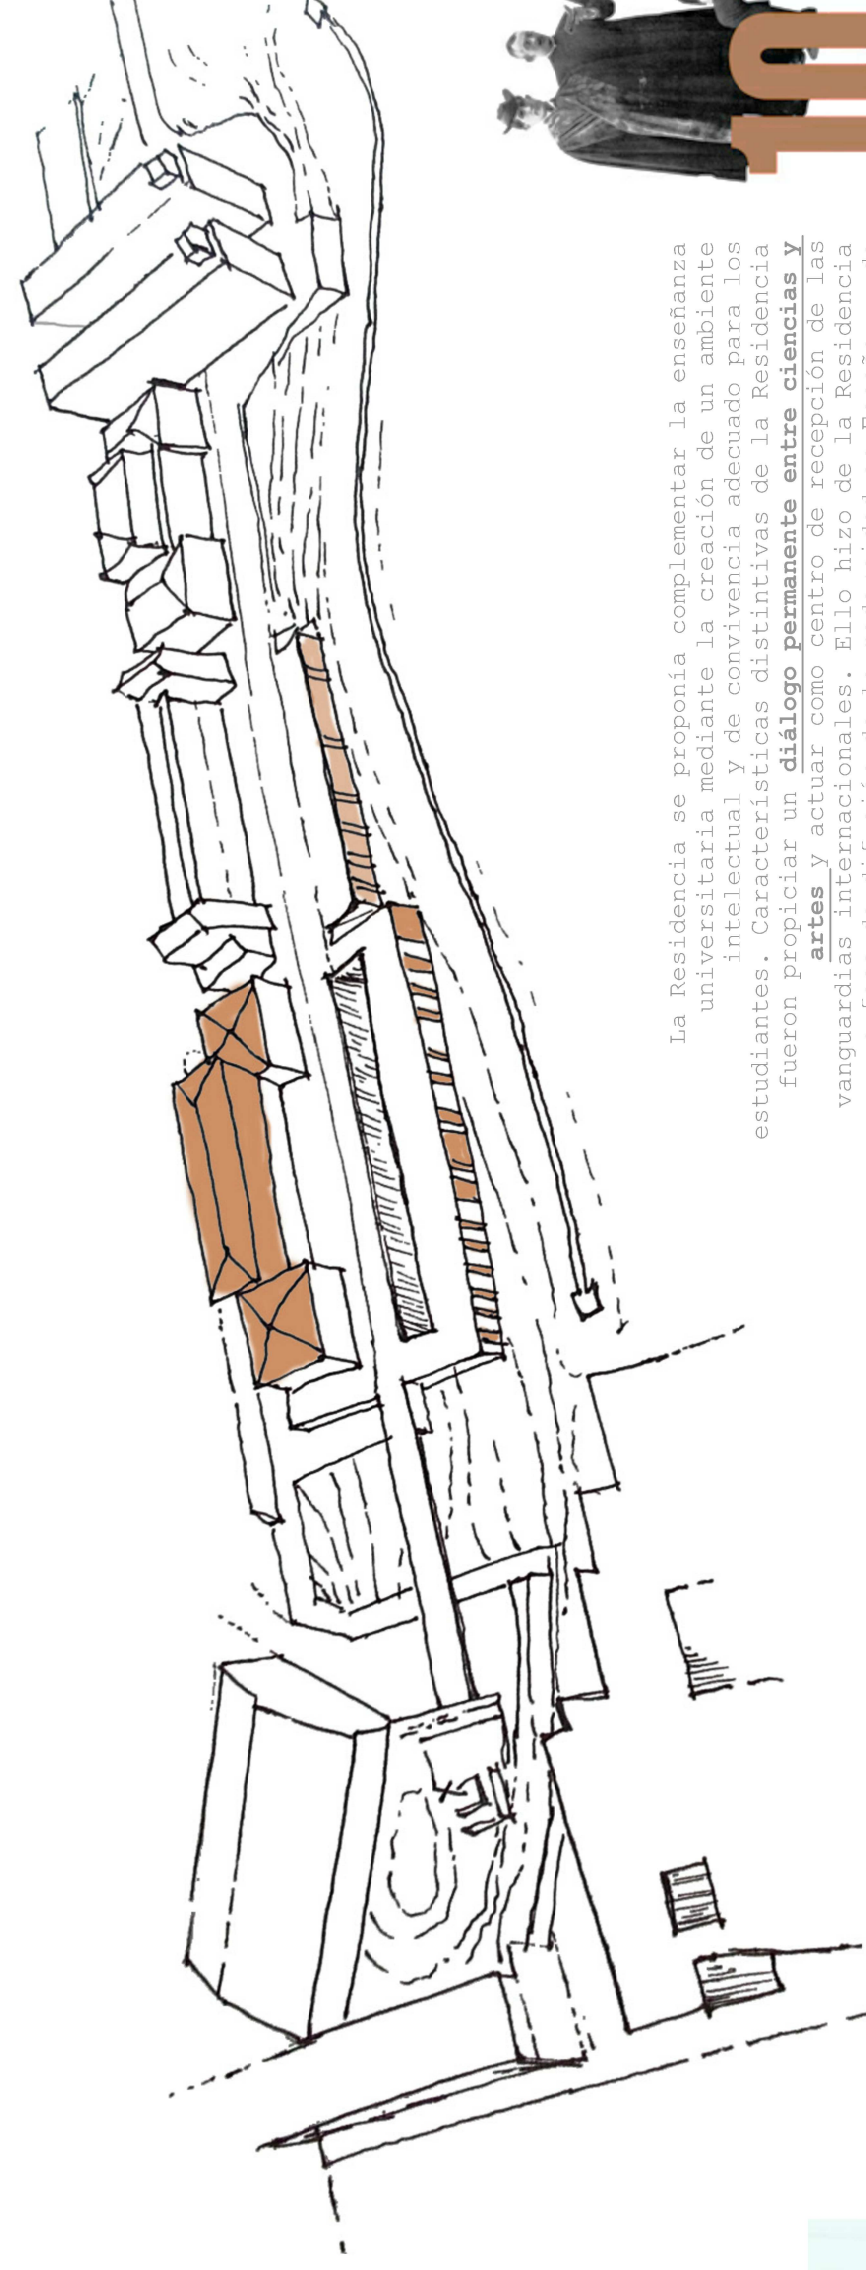 10
La Residencia se proponía complementar la enseñanza
universitaria mediante la creación de un ambiente
intelectual y de convivencia adecuado para los
estudiantes. Características distintivas de la Residencia
fueron propiciar un diálogo permanente entre ciencias y
artes y actuar como centro de recepción de las
vanguardias internacionales. Ello hizo de la Residencia